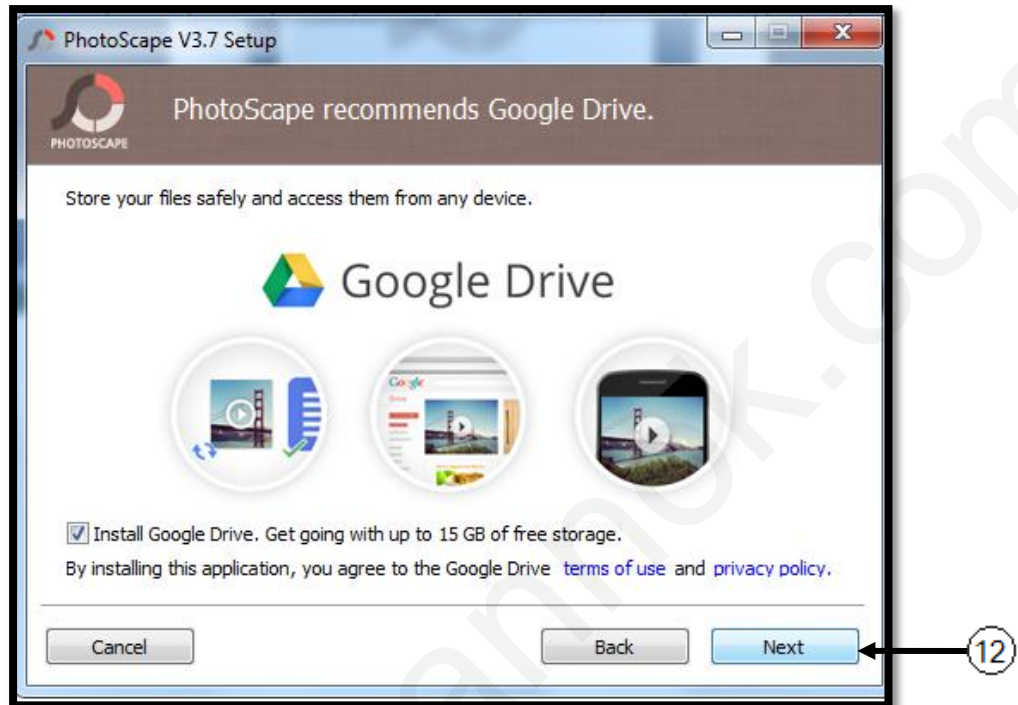 PhotoScape V3.7 Setup
PHOTOSCAPE
PhotoScape recommends Google Drive.
Store your files safely and access them from any device.
Google Drive
Google
Install Google Drive. Get going with up to 15 GB of free storage.
By installing this application, you agree to the Google Drive terms of use and privacy policy.
Cancel Back Next
12